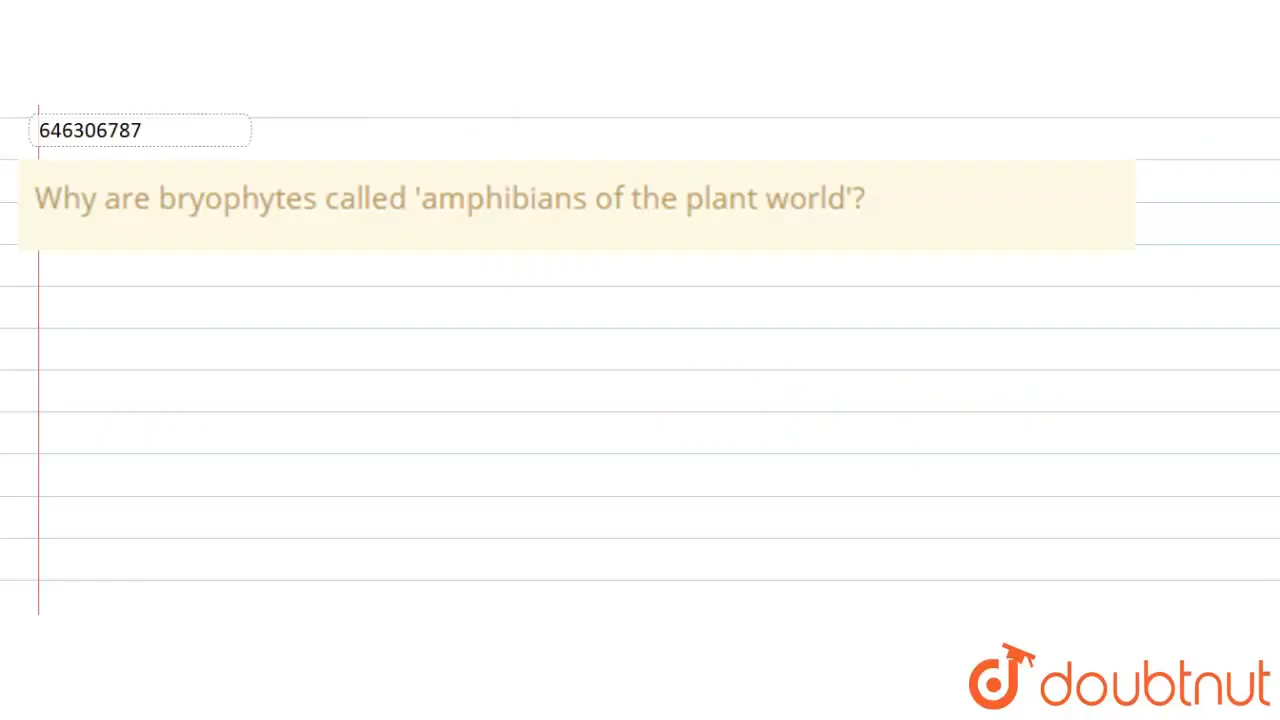 646306787
Why are bryophytes called 'amphibians of the plant world'?
doubtnut